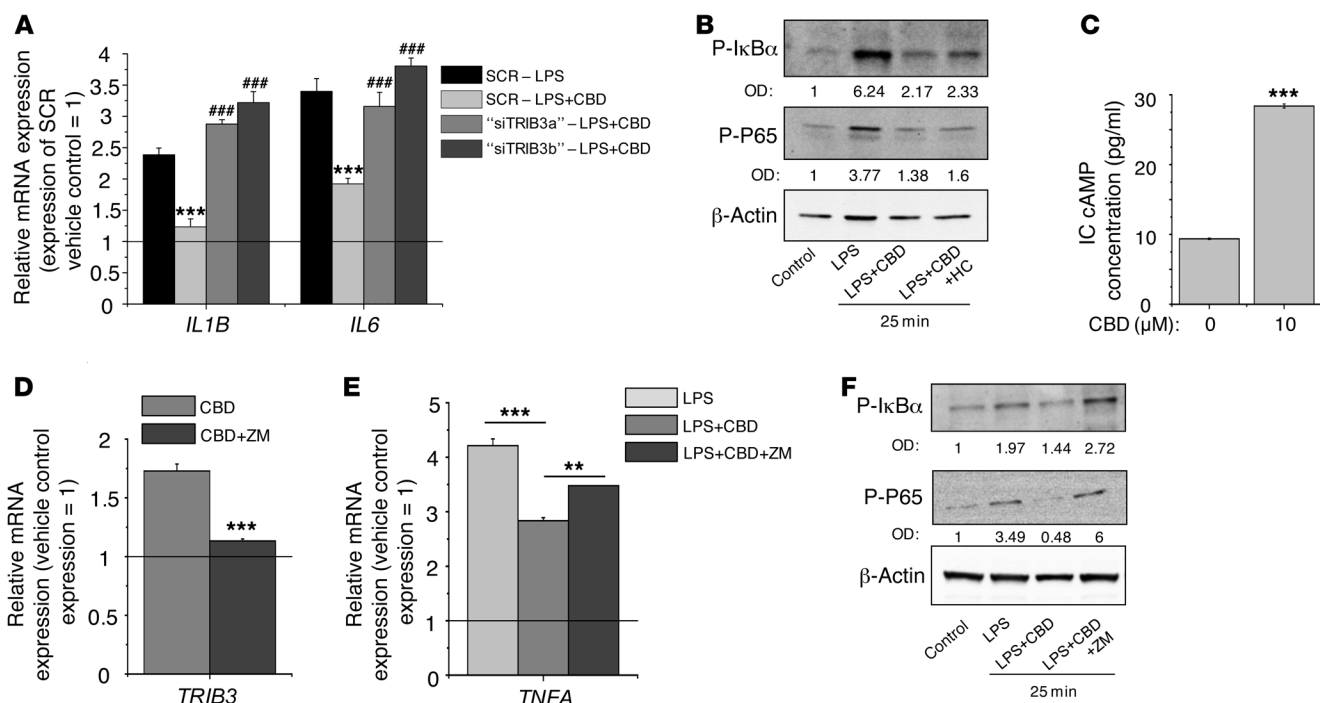 A
Relative mRNA expression
(expression of SCR
vehicle control = 1)
4
3.5
3
2.5
2
1.5
1
0.5
0
***
###
###
***
###
###
IL1B
IL6
SCR – LPS
SCR – LPS+CBD
“siTRIB3a” – LPS+CBD
“siTRIB3b” – LPS+CBD
B
P-IκBα
OD: 1 6.24 2.17 2.33
P-P65
OD: 1 3.77 1.38 1.6
β-Actin
Control
LPS
LPS+CBD
LPS+CBD
+HC
25 min
C
IC cAMP
concentration (pg/ml)
30
20
10
0
***
CBD (μM): 0 10
D
CBD
CBD+ZM
Relative mRNA
expression (vehicle control
expression = 1)
2
1.5
1
0.5
0
***
TRIB3
E
LPS
LPS+CBD
LPS+CBD+ZM
Relative mRNA
expression (vehicle control
expression = 1)
5
4
3
2
1
0
***
**
TNFA
F
P-IκBα
OD: 1 1.97 1.44 2.72
P-P65
OD: 1 3.49 0.48 6
β-Actin
Control
LPS
LPS+CBD
LPS+CBD
+ZM
25 min